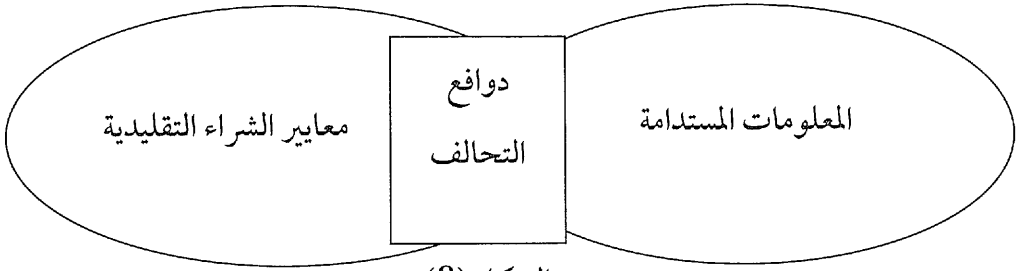 المعلومات المستدامة
دوافع
التحالف
معايير الشراء التقليدية